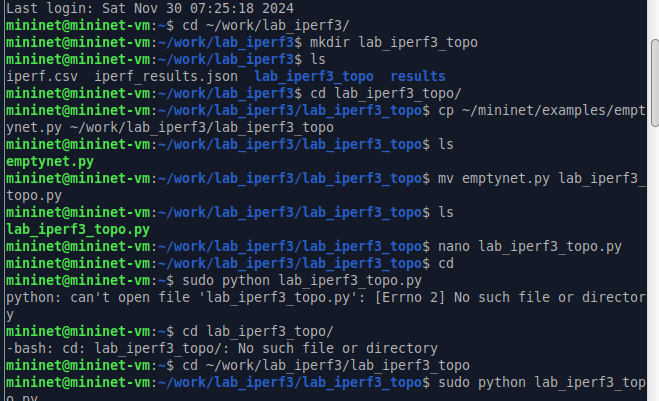 Last login: Sat Nov 30 07:25:18 2024
mininet@mininet-vm:~$ cd ~/work/lab_iperf3/
mininet@mininet-vm:~/work/lab_iperf3$ mkdir lab_iperf3_topo
mininet@mininet-vm:~/work/lab_iperf3$ ls
iperf.csv  iperf_results.json  lab_iperf3_topo  results
mininet@mininet-vm:~/work/lab_iperf3$ cd lab_iperf3_topo/
mininet@mininet-vm:~/work/lab_iperf3/lab_iperf3_topo$ cp ~/mininet/examples/empt
ynet.py ~/work/lab_iperf3/lab_iperf3_topo
mininet@mininet-vm:~/work/lab_iperf3/lab_iperf3_topo$ ls
emptynet.py
mininet@mininet-vm:~/work/lab_iperf3/lab_iperf3_topo$ mv emptynet.py lab_iperf3_
topo.py
mininet@mininet-vm:~/work/lab_iperf3/lab_iperf3_topo$ ls
lab_iperf3_topo.py
mininet@mininet-vm:~/work/lab_iperf3/lab_iperf3_topo$ nano lab_iperf3_topo.py
mininet@mininet-vm:~/work/lab_iperf3/lab_iperf3_topo$ cd
mininet@mininet-vm:~$ sudo python lab_iperf3_topo.py
python: can't open file 'lab_iperf3_topo.py': [Errno 2] No such file or director
y
mininet@mininet-vm:~$ cd lab_iperf3_topo/
-bash: cd: lab_iperf3_topo/: No such file or directory
mininet@mininet-vm:~$ cd ~/work/lab_iperf3/lab_iperf3_topo
mininet@mininet-vm:~/work/lab_iperf3/lab_iperf3_topo$ sudo python lab_iperf3_top
o.py